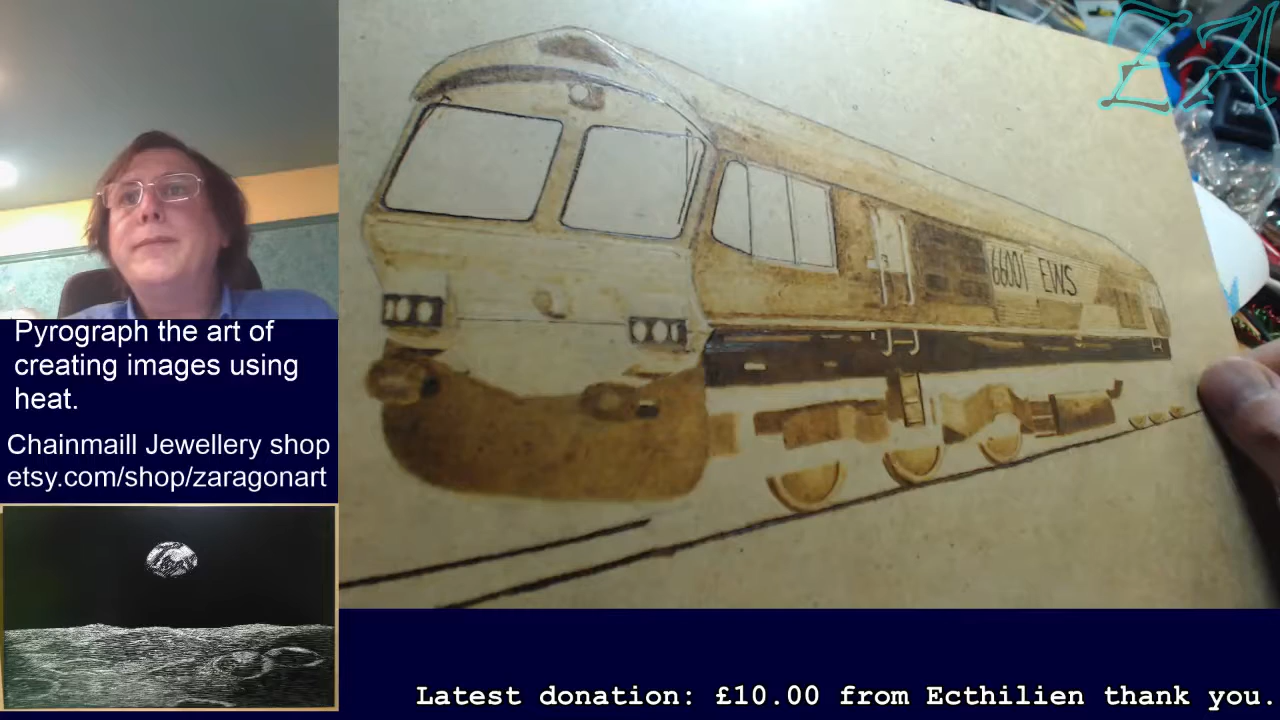 ZA
66001 EWS
Pyrograph the art of
creating images using
heat.
Chainmaill Jewellery shop
etsy.com/shop/zaragonart
Latest donation: £10.00 from Ecthilien thank you.